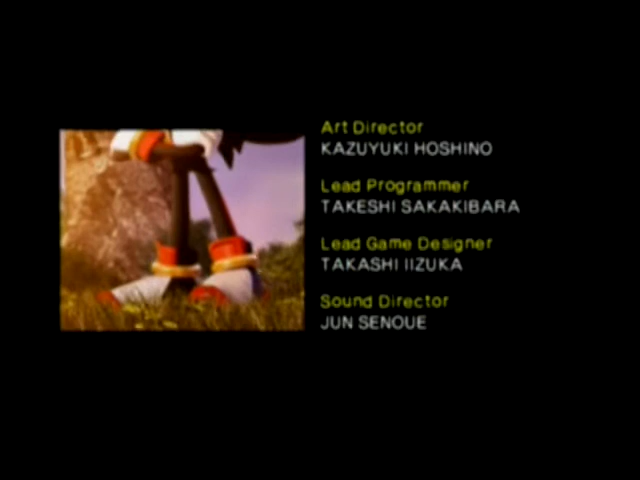 Art Director
KAZUYUKI HOSHINO
Lead Programmer
TAKESHI SAKAKIBARA
Lead Game Designer
TAKASHI IIZUKA
Sound Director
JUN SENOUE